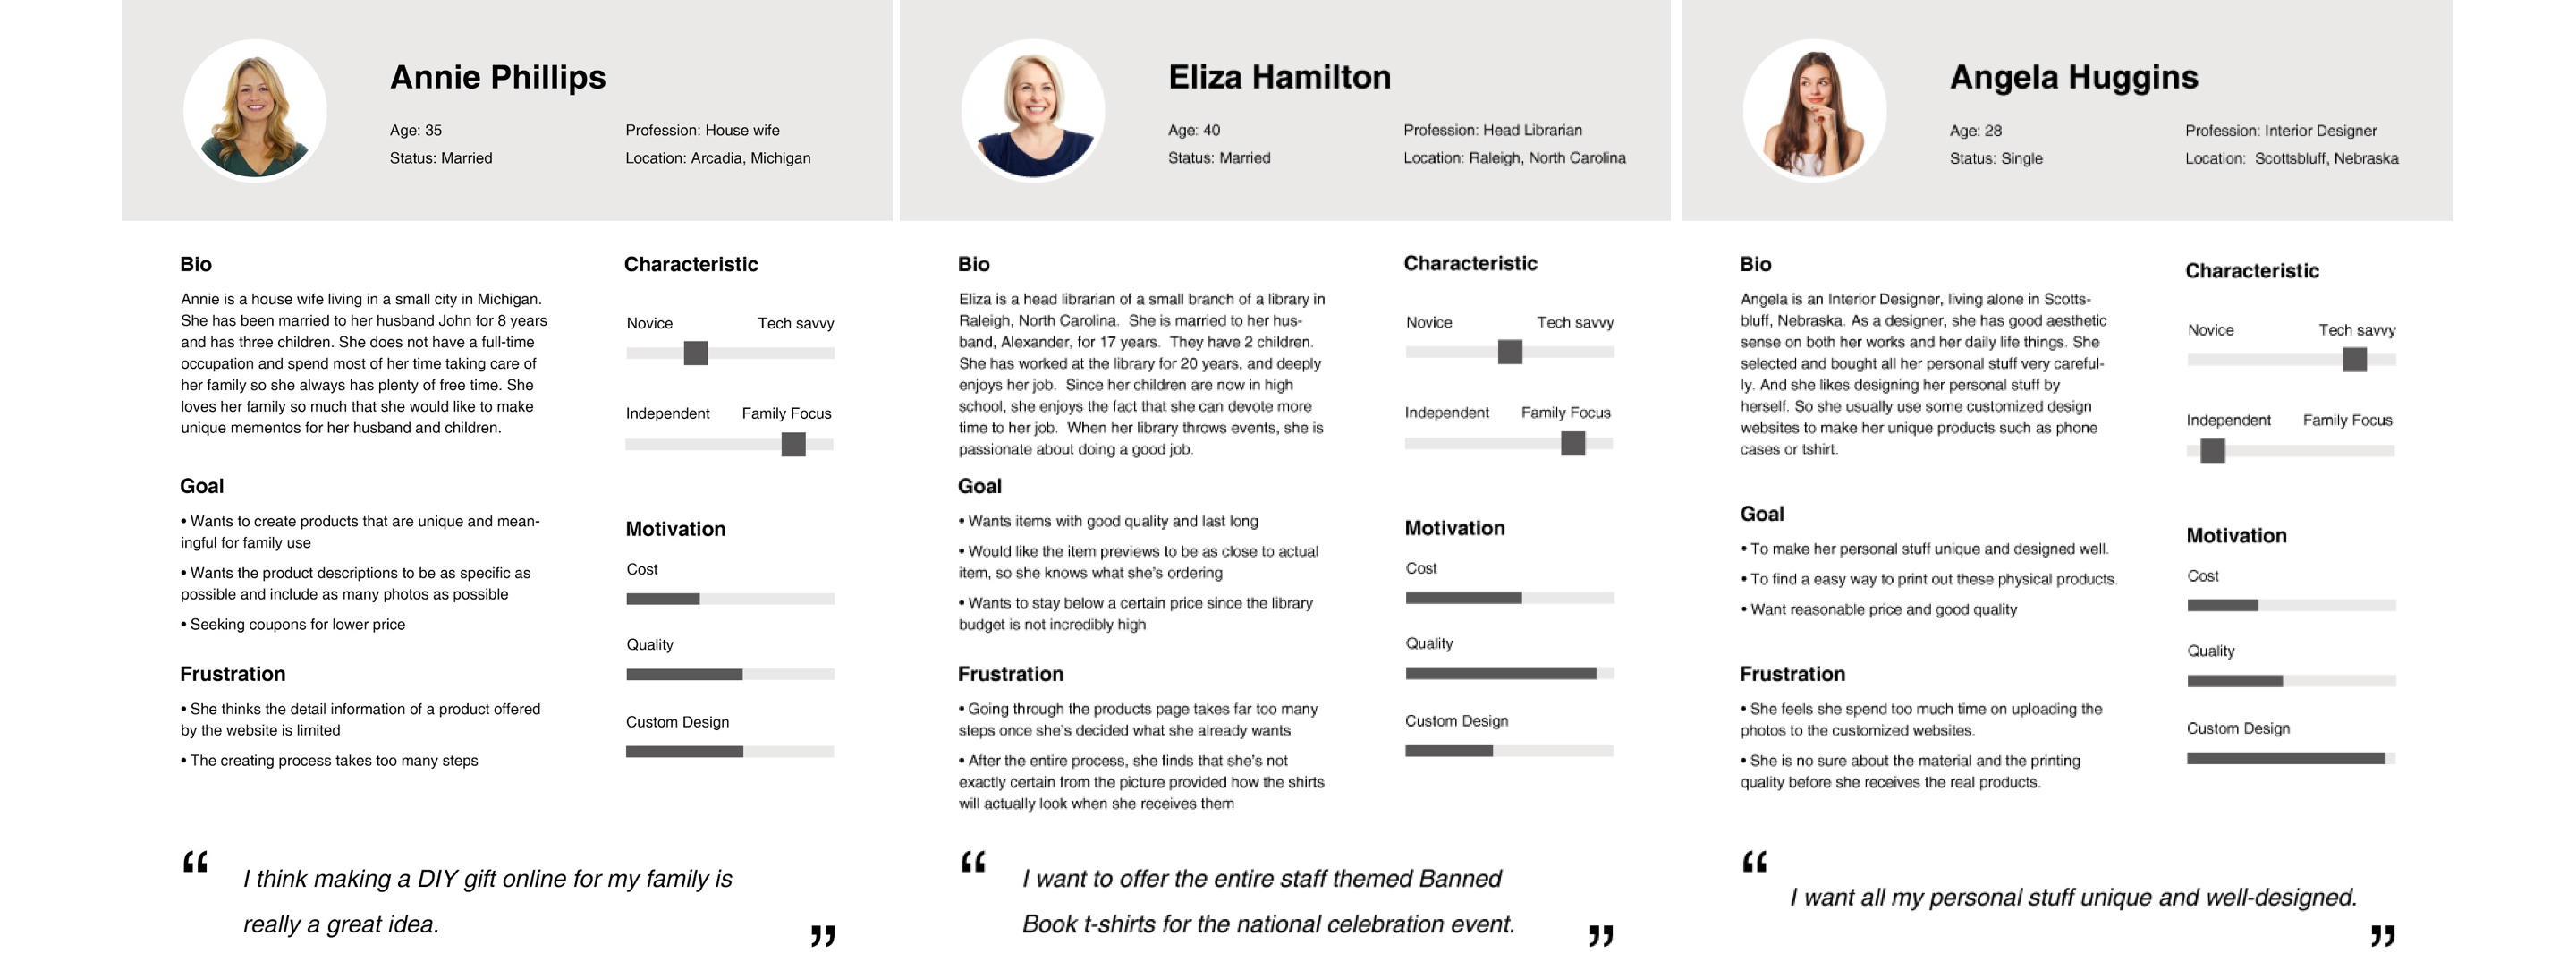 Annie Phillips
Age: 35
Profession: House wife
Status: Married
Location: Arcadia, Michigan
Bio
Annie is a house wife living in a small city in Michigan.
She has been married to her husband John for 8 years
and has three children. She does not have a full-time
occupation and spend most of her time taking care of
her family so she always has plenty of free time. She
loves her family so much that she would like to make
unique mementos for her husband and children.
Goal
• Wants to create products that are unique and mean-
ingful for family use
• Wants the product descriptions to be as specific as
possible and include as many photos as possible
• Seeking coupons for lower price
Frustration
• She thinks the detail information of a product offered
by the website is limited
• The creating process takes too many steps
Characteristic
Novice Tech savvy
Independent Family Focus
Motivation
Cost
Quality
Custom Design
“ I think making a DIY gift online for my family is
really a great idea. ”
Eliza Hamilton
Age: 40
Profession: Head Librarian
Status: Married
Location: Raleigh, North Carolina
Bio
Eliza is a head librarian of a small branch of a library in
Raleigh, North Carolina. She is married to her hus-
band, Alexander, for 17 years. They have 2 children.
She has worked at the library for 20 years, and deeply
enjoys her job. Since her children are now in high
school, she enjoys the fact that she can devote more
time to her job. When her library throws events, she is
passionate about doing a good job.
Goal
• Wants items with good quality and last long
• Would like the item previews to be as close to actual
item, so she knows what she’s ordering
• Wants to stay below a certain price since the library
budget is not incredibly high
Frustration
• Going through the products page takes far too many
steps once she’s decided what she already wants
• After the entire process, she finds that she’s not
exactly certain from the picture provided how the shirts
will actually look when she receives them
Characteristic
Novice Tech savvy
Independent Family Focus
Motivation
Cost
Quality
Custom Design
“ I want to offer the entire staff themed Banned
Book t-shirts for the national celebration event. ”
Angela Huggins
Age: 28
Profession: Interior Designer
Status: Single
Location: Scottsbluff, Nebraska
Bio
Angela is an Interior Designer, living alone in Scotts-
bluff, Nebraska. As a designer, she has good aesthetic
sense on both her works and her daily life things. She
selected and bought all her personal stuff very careful-
ly. And she likes designing her personal stuff by
herself. So she usually use some customized design
websites to make her unique products such as phone
cases or tshirt.
Goal
• To make her personal stuff unique and designed well.
• To find a easy way to print out these physical products.
• Want reasonable price and good quality
Frustration
• She feels she spend too much time on uploading the
photos to the customized websites.
• She is no sure about the material and the printing
quality before she receives the real products.
Characteristic
Novice Tech savvy
Independent Family Focus
Motivation
Cost
Quality
Custom Design
“ I want all my personal stuff unique and well-designed. ”